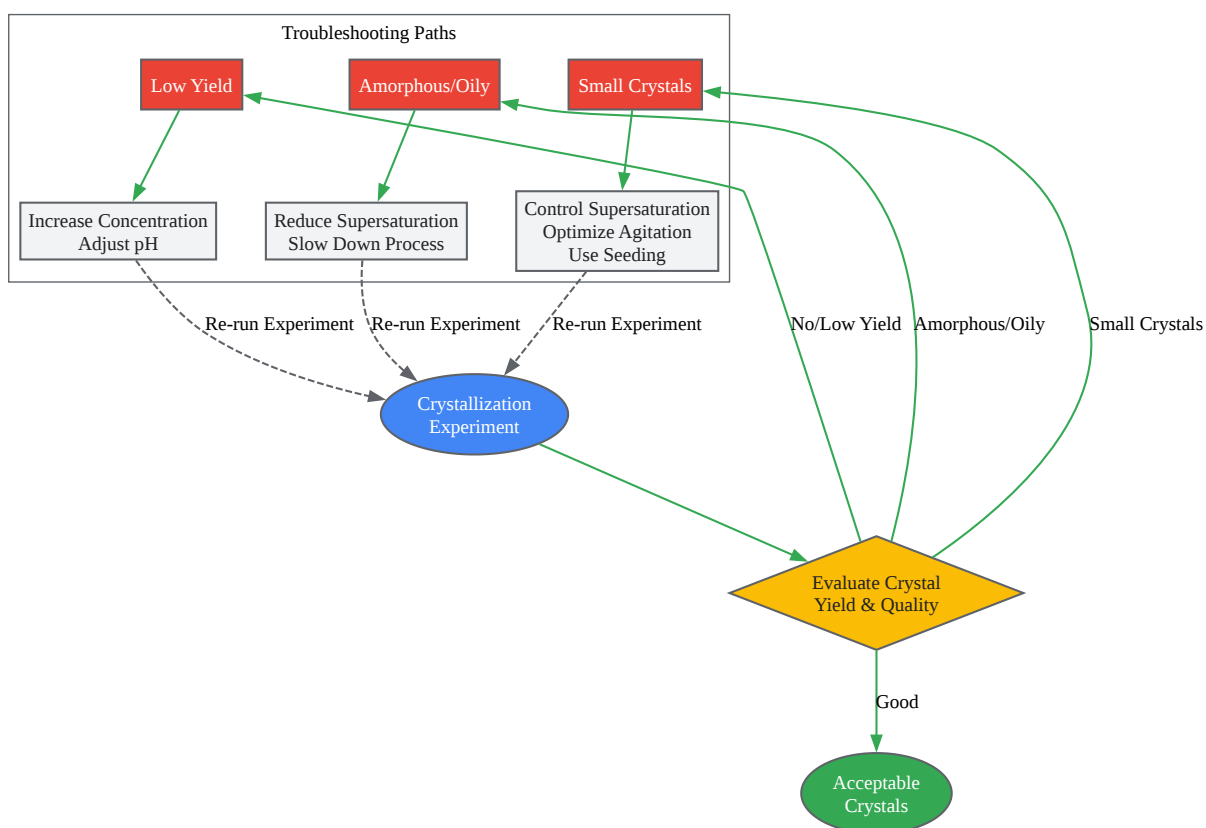 Troubleshooting Paths
Low Yield
Amorphous/Oily
Small Crystals
Increase Concentration
Adjust pH
Reduce Supersaturation
Slow Down Process
Control Supersaturation
Optimize Agitation
Use Seeding
Re-run Experiment
Re-run Experiment
Re-run Experiment
No/Low Yield
Amorphous/Oily
Small Crystals
Crystallization
Experiment
Evaluate Crystal
Yield & Quality
Good
Acceptable
Crystals